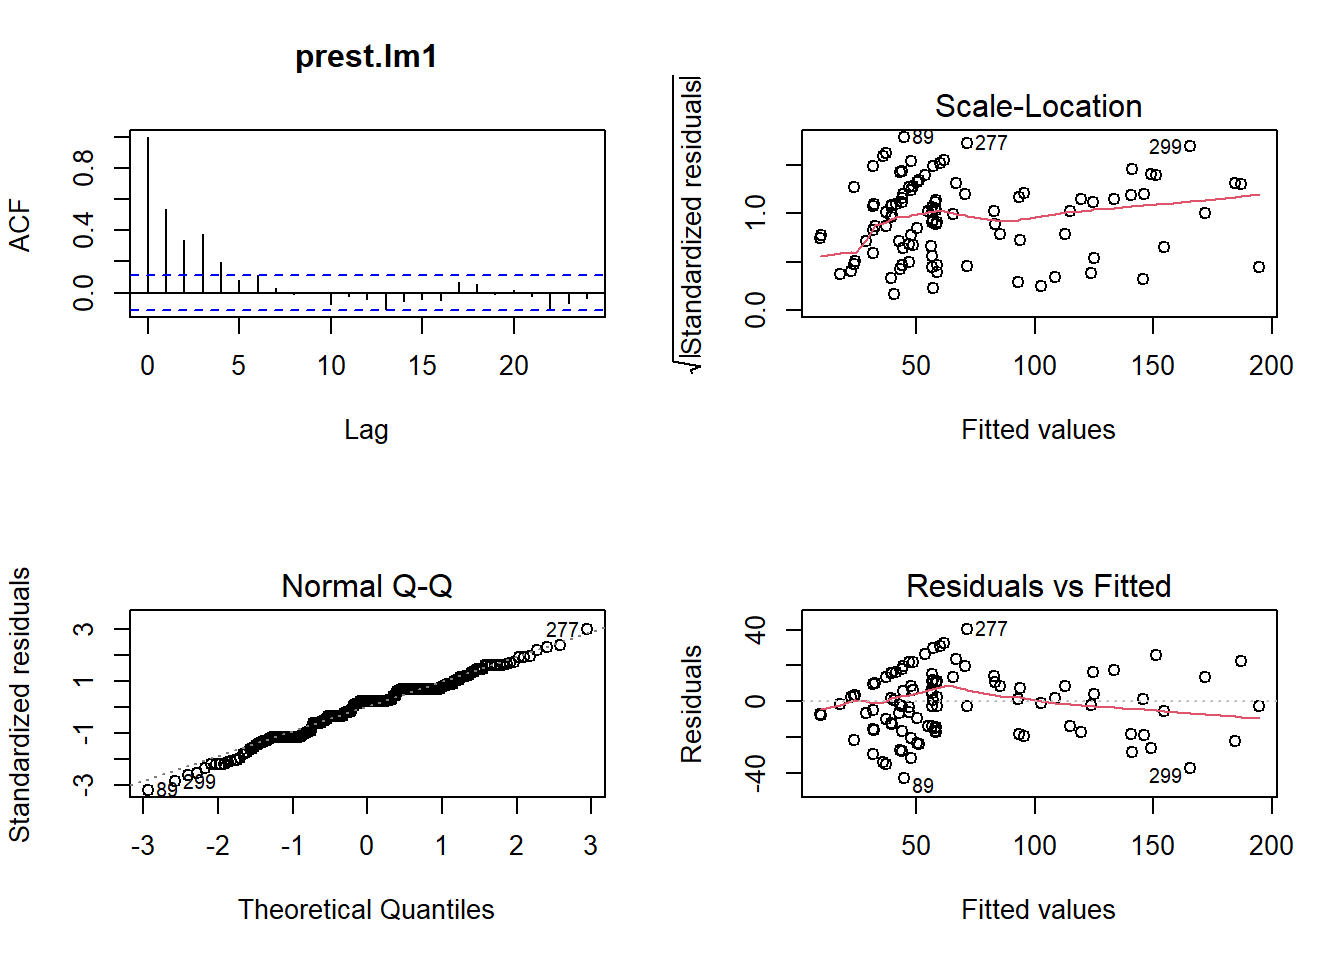 prest.lm1
ACF
0.0 0.4 0.8
0 5 10 15 20
Lag
Scale-Location
√|Standardized residuals|
0.0 1.0
89
277
299
50 100 150 200
Fitted values
Normal Q-Q
Standardized residuals
-3 -1 1 3
277
299
89
-3 -2 -1 0 1 2 3
Theoretical Quantiles
Residuals vs Fitted
Residuals
-40 0 40
277
299
89
50 100 150 200
Fitted values